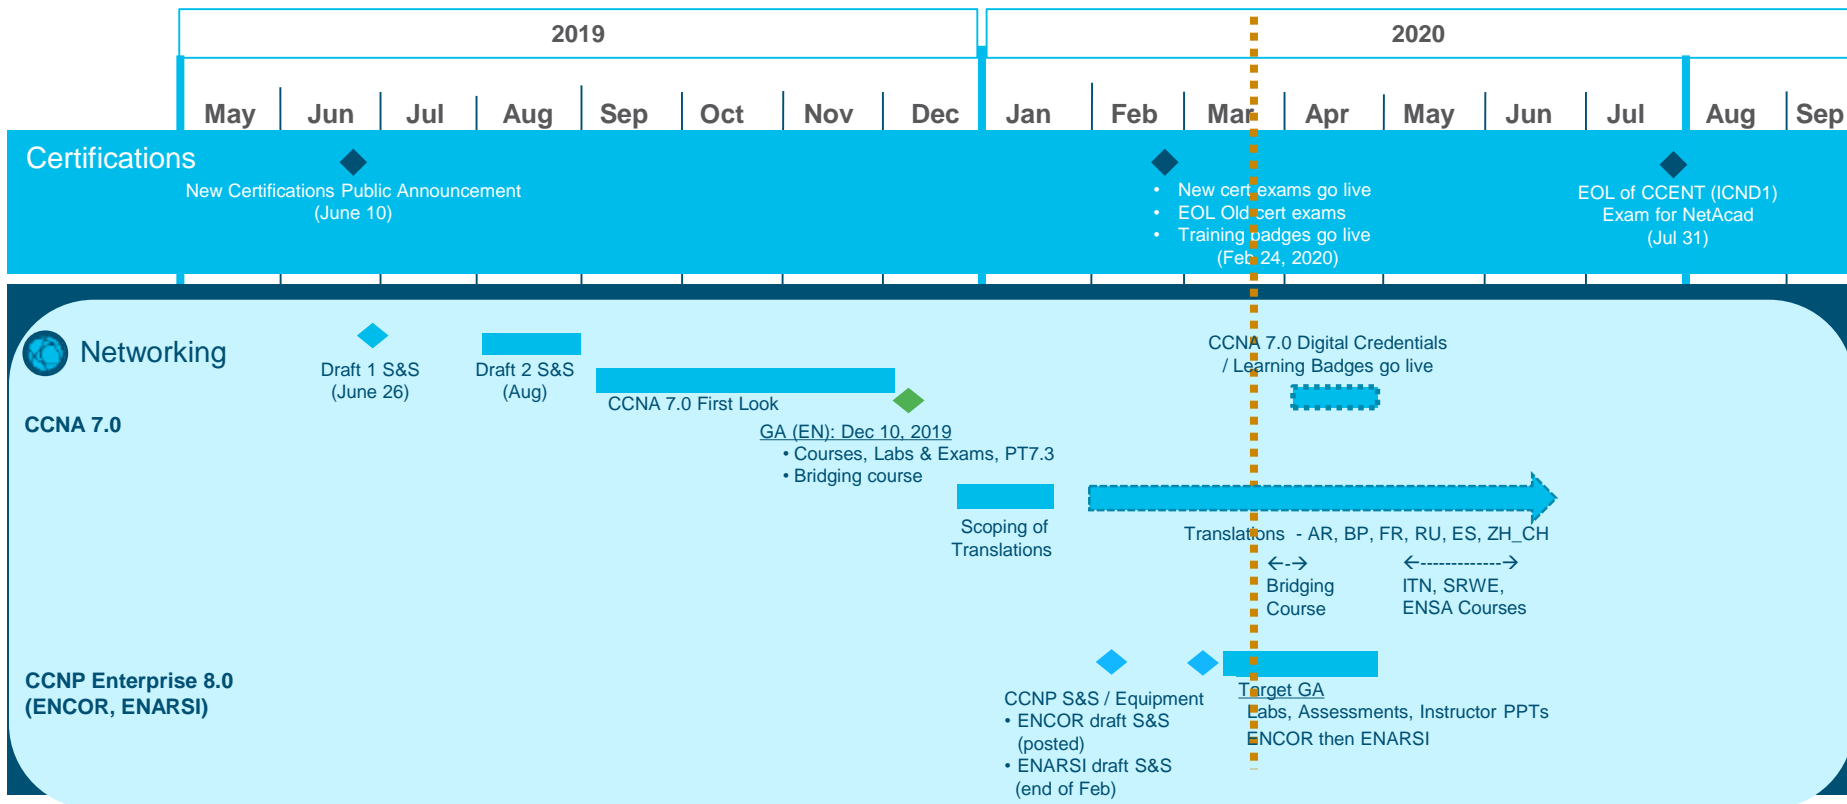 2019
2020
May Jun Jul Aug Sep Oct Nov Dec Jan Feb Mar Apr May Jun Jul Aug Sep
Certifications
New Certifications Public Announcement
(June 10)
• New cert exams go live
• EOL Old cert exams
• Training badges go live
(Feb 24, 2020)
EOL of CCENT (ICND1)
Exam for NetAcad
(Jul 31)
Networking
CCNA 7.0
Draft 1 S&S
(June 26)
Draft 2 S&S
(Aug)
CCNA 7.0 First Look
GA (EN): Dec 10, 2019
• Courses, Labs & Exams, PT7.3
• Bridging course
CCNA 7.0 Digital Credentials
/ Learning Badges go live
Scoping of
Translations
Translations - AR, BP, FR, RU, ES, ZH_CH
←-→
Bridging
Course
←-------------→
ITN, SRWE,
ENSA Courses
CCNP Enterprise 8.0
(ENCOR, ENARSI)
CCNP S&S / Equipment
• ENCOR draft S&S
(posted)
• ENARSI draft S&S
(end of Feb)
Target GA
Labs, Assessments, Instructor PPTs
ENCOR then ENARSI